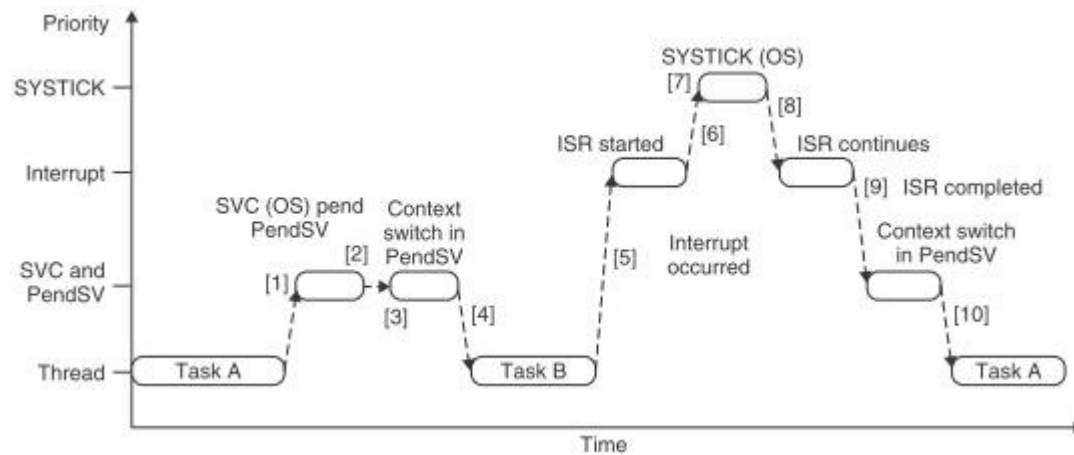 Priority
SYSTICK (OS)
SYSTICK
[7]
[8]
[6]
ISR started
ISR continues
Interrupt
[9]
ISR completed
SVC (OS) pend
PendSV
Context
switch in
PendSV
Context switch
in PendSV
[2]
[5]
Interrupt
occurred
SVC and
PendSV
[1]
[3]
[4]
[10]
Thread
Task A
Task B
Task A
Time